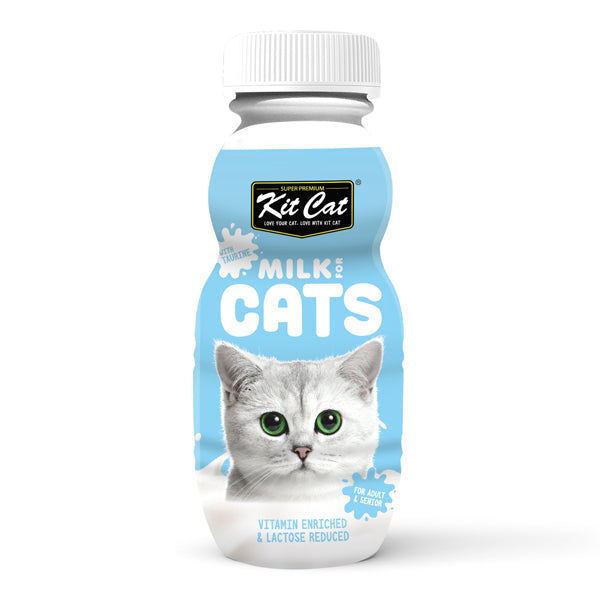 SUPER PREMIUM
Kit Cat®
LOVE YOUR CAT, LOVE WITH KIT CAT
WITH
TAURINE
MILK FOR
CATS
FOR ADULT
& SENIOR
VITAMIN ENRICHED
& LACTOSE REDUCED